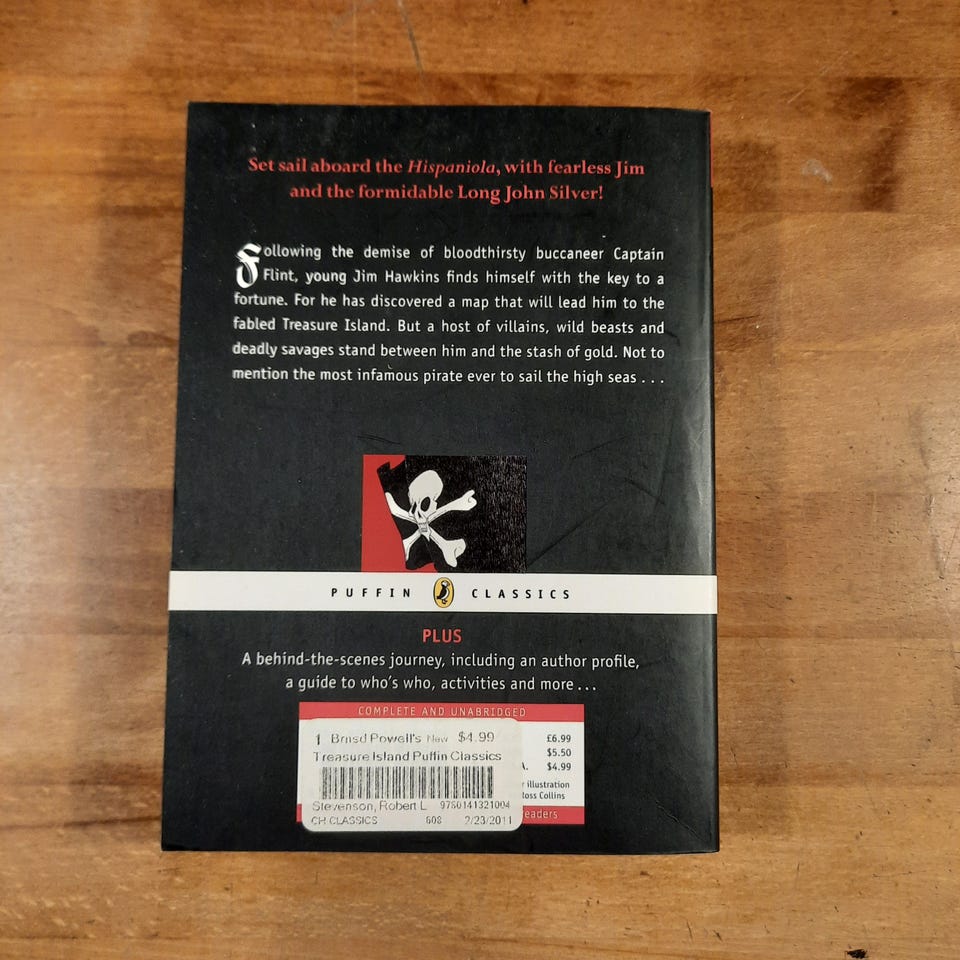 Set sail aboard the Hispaniola, with fearless Jim
and the formidable Long John Silver!
Following the demise of bloodthirsty buccaneer Captain
Flint, young Jim Hawkins finds himself with the key to a
fortune. For he has discovered a map that will lead him to the
fabled Treasure Island. But a host of villains, wild beasts and
deadly savages stand between him and the stash of gold. Not to
mention the most infamous pirate ever to sail the high seas ...
PUFFIN CLASSICS
PLUS
A behind-the-scenes journey, including an author profile,
a guide to who's who, activities and more ...
COMPLETE AND UNABRIDGED
1 Brnsd Powell's New $4.99
Treasure Island Puffin Classics
Stevenson, Robert L 9780141321004
CH CLASSICS 608 2/23/2011
£6.99
$5.50
A. $4.99
illustration
Ross Collins
eaders